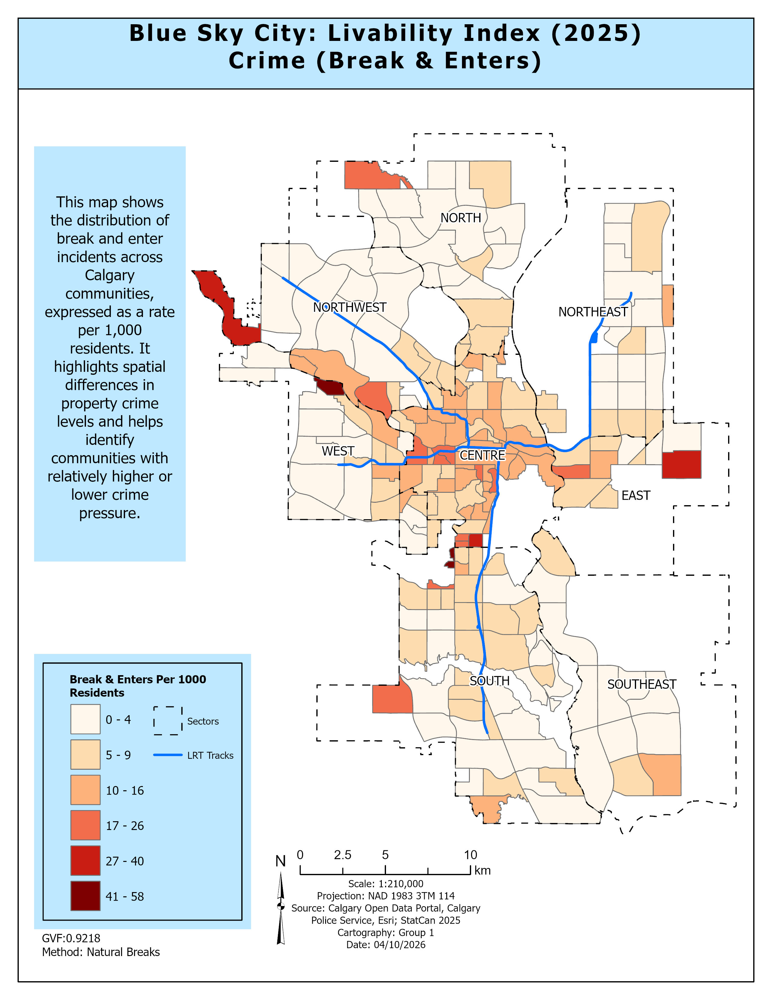 Blue Sky City: Livability Index (2025)
Crime (Break & Enters)
This map shows
the distribution of
break and enter
incidents across
Calgary
communities,
expressed as a rate
per 1,000
residents. It
highlights spatial
differences in
property crime
levels and helps
identify
communities with
relatively higher or
lower crime
pressure.
NORTH
NORTHWEST
NORTHEAST
WEST
CENTRE
EAST
SOUTH
SOUTHEAST
Break & Enters Per 1000
Residents
0 - 4
5 - 9
10 - 16
17 - 26
27 - 40
41 - 58
Sectors
LRT Tracks
GVF:0.9218
Method: Natural Breaks
N
0 2.5 5 10
km
Scale: 1:210,000
Projection: NAD 1983 3TM 114
Source: Calgary Open Data Portal, Calgary
Police Service, Esri; StatCan 2025
Cartography: Group 1
Date: 04/10/2026